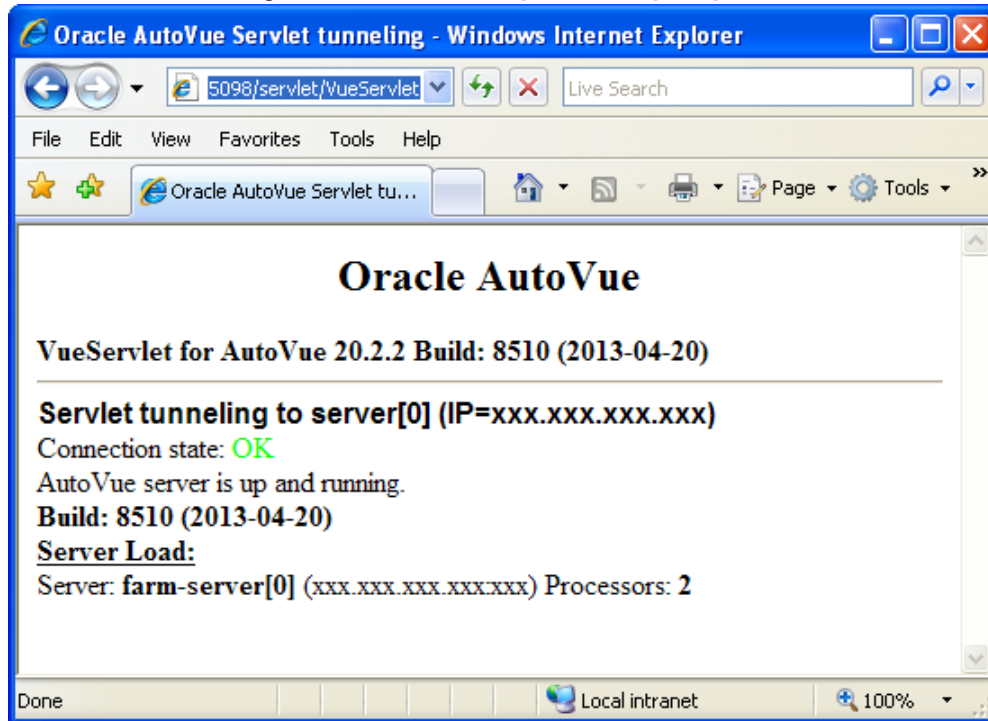 Oracle AutoVue Servlet tunneling - Windows Internet Explorer
5098/servlet/VueServlet
Live Search
File Edit View Favorites Tools Help
Oracle AutoVue Servlet tu... Page Tools »
Oracle AutoVue
VueServlet for AutoVue 20.2.2 Build: 8510 (2013-04-20)
Servlet tunneling to server[0] (IP=xxx.xxx.xxx.xxx)
Connection state: OK
AutoVue server is up and running.
Build: 8510 (2013-04-20)
Server Load:
Server: farm-server[0] (xxx.xxx.xxx.xxx:xxx) Processors: 2
Done Local intranet 100%